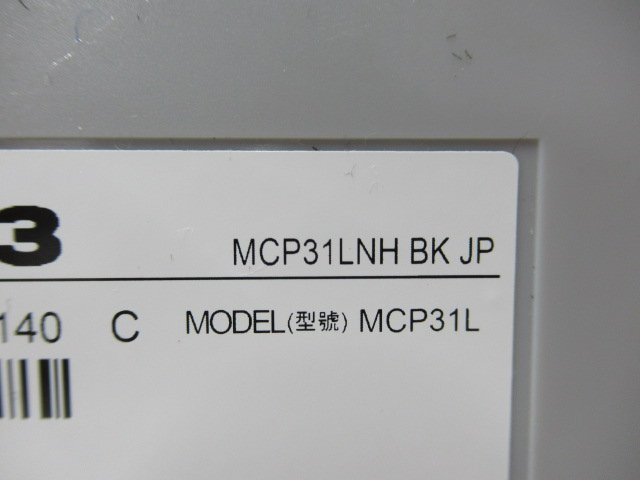 3 MCP31LNH BK JP
140 C MODEL(型號) MCP31L